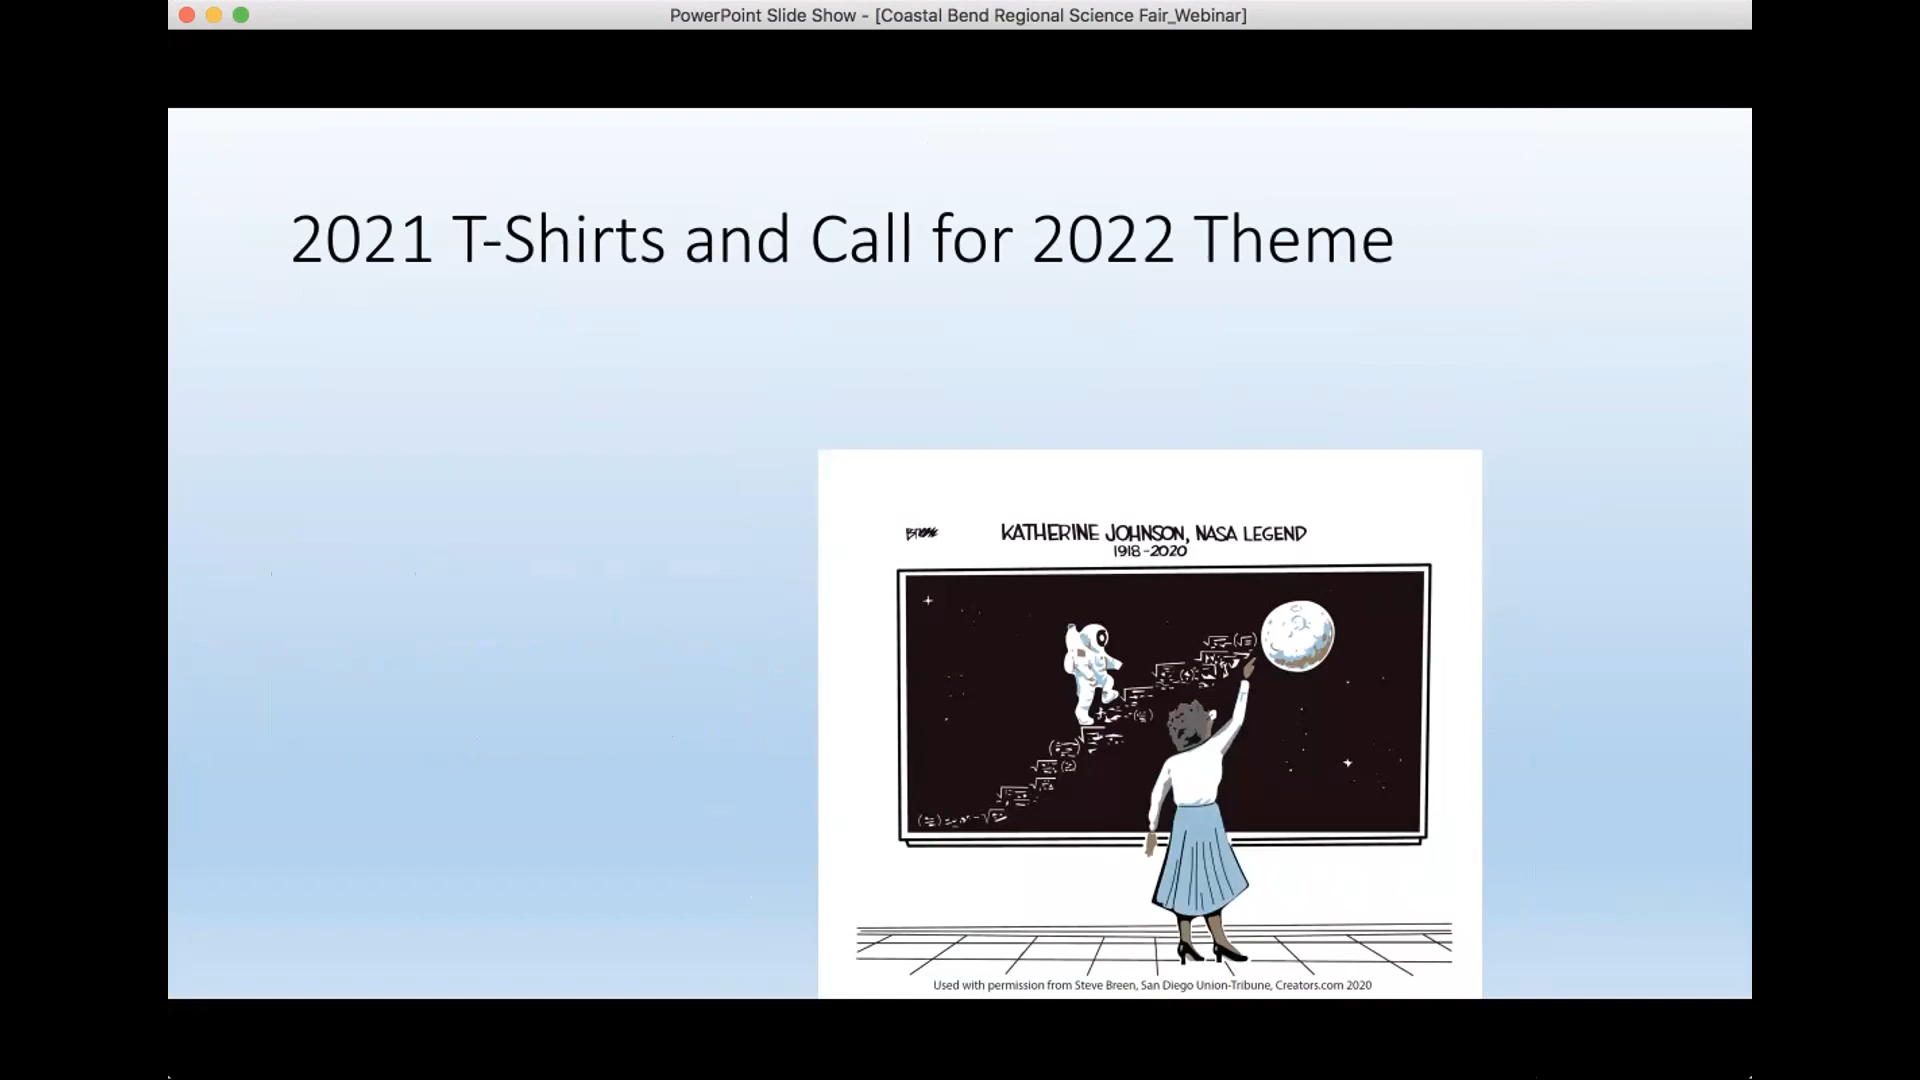 PowerPoint Slide Show - [Coastal Bend Regional Science Fair_Webinar]
2021 T-Shirts and Call for 2022 Theme
KATHERINE JOHNSON, NASA LEGEND
1918-2020
Used with permission from Steve Breen, San Diego Union-Tribune, Creators.com 2020